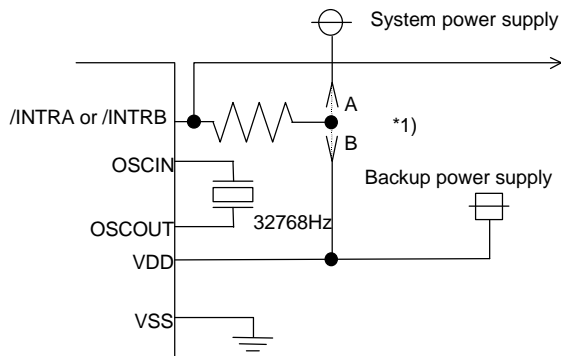 System power supply
A
/INTRA or /INTRB
*1)
B
OSCIN
Backup power supply
OSCOUT
32768Hz
VDD
VSS